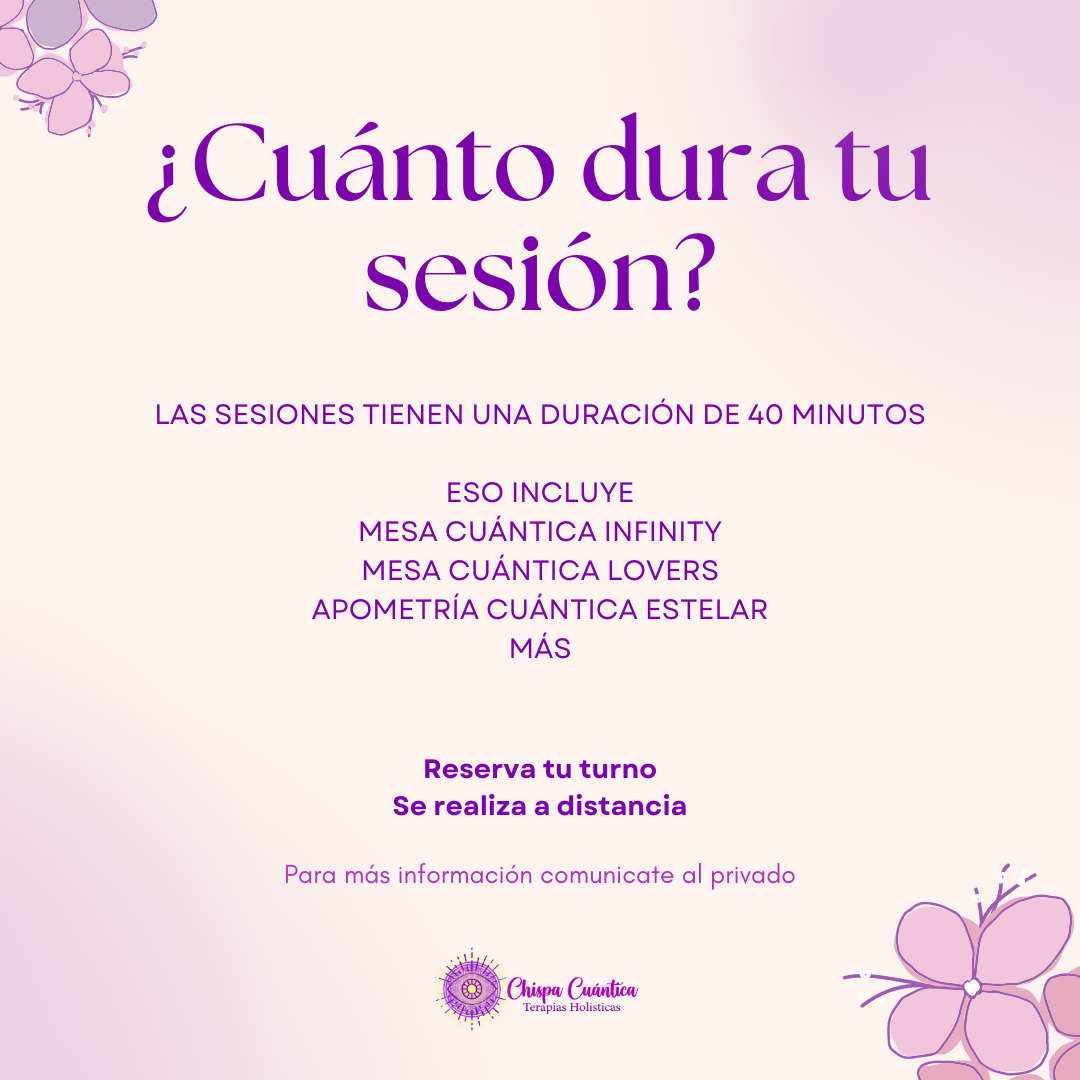 ¿Cuánto dura tu
sesión?
LAS SESIONES TIENEN UNA DURACIÓN DE 40 MINUTOS
ESO INCLUYE
MESA CUÁNTICA INFINITY
MESA CUÁNTICA LOVERS
APOMETRÍA CUÁNTICA ESTELAR
MÁS
Reserva tu turno
Se realiza a distancia
Para más información comunicate al privado
Chispa Cuántica
Terapias Holisticas